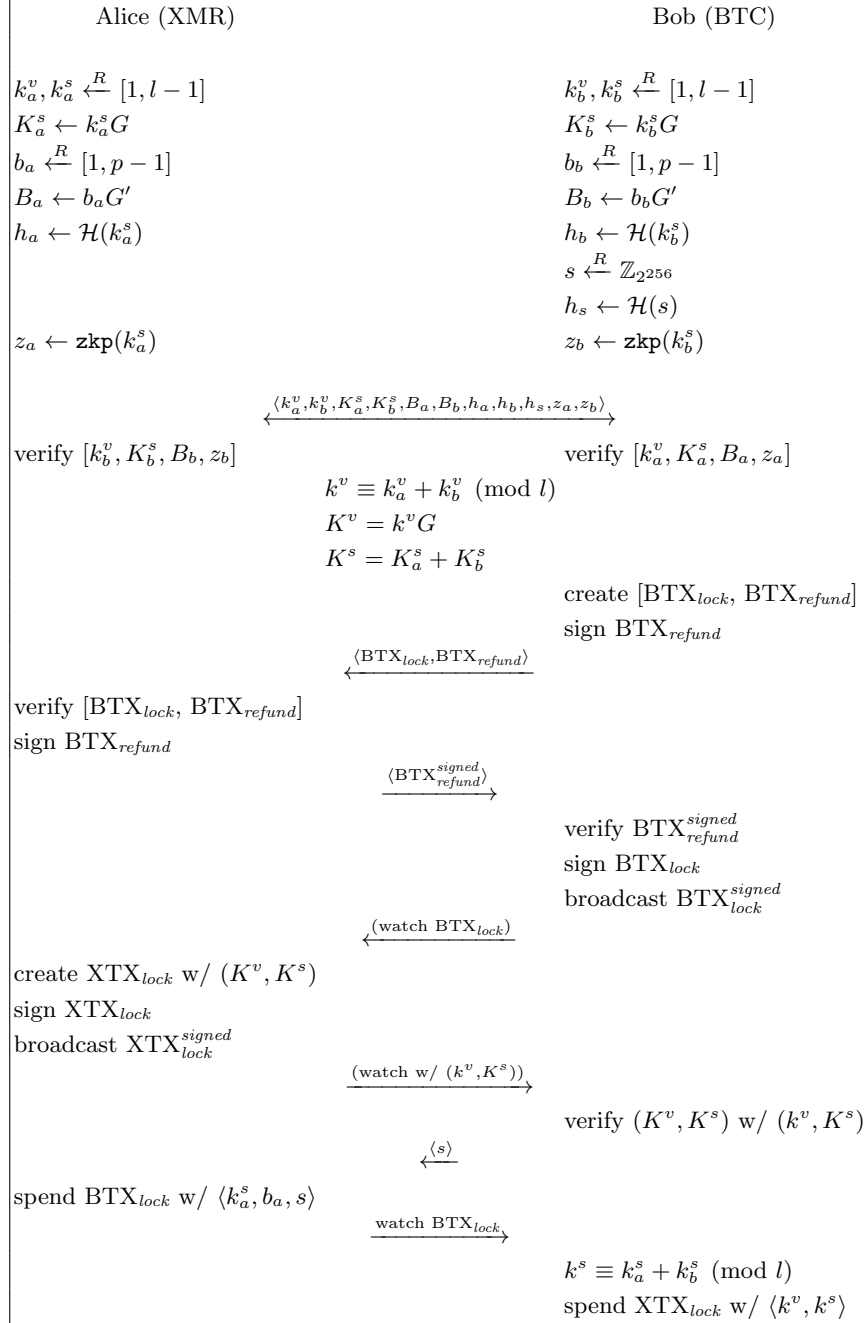 Alice (XMR) Bob (BTC)
k_a^v, k_a^s ←^R [1, l − 1] k_b^v, k_b^s ←^R [1, l − 1]
K_a^s ← k_a^s G K_b^s ← k_b^s G
b_a ←^R [1, p − 1] b_b ←^R [1, p − 1]
B_a ← b_a G′ B_b ← b_b G′
h_a ← ℋ(k_a^s) h_b ← ℋ(k_b^s)
s ←^R ℤ_{2^{256}}
h_s ← ℋ(s)
z_a ← zkp(k_a^s) z_b ← zkp(k_b^s)
⟨k_a^v, k_b^v, K_a^s, K_b^s, B_a, B_b, h_a, h_b, h_s, z_a, z_b⟩
verify [k_b^v, K_b^s, B_b, z_b] verify [k_a^v, K_a^s, B_a, z_a]
k^v ≡ k_a^v + k_b^v (mod l)
K^v = k^v G
K^s = K_a^s + K_b^s
create [BTX_lock, BTX_refund]
sign BTX_refund
⟨BTX_lock, BTX_refund⟩
verify [BTX_lock, BTX_refund]
sign BTX_refund
⟨BTX_refund^signed⟩
verify BTX_refund^signed
sign BTX_lock
broadcast BTX_lock^signed
(watch BTX_lock)
create XTX_lock w/ (K^v, K^s)
sign XTX_lock
broadcast XTX_lock^signed
(watch w/ (k^v, K^s))
verify (K^v, K^s) w/ (k^v, K^s)
⟨s⟩
spend BTX_lock w/ ⟨k_a^s, b_a, s⟩
watch BTX_lock
k^s ≡ k_a^s + k_b^s (mod l)
spend XTX_lock w/ ⟨k^v, k^s⟩